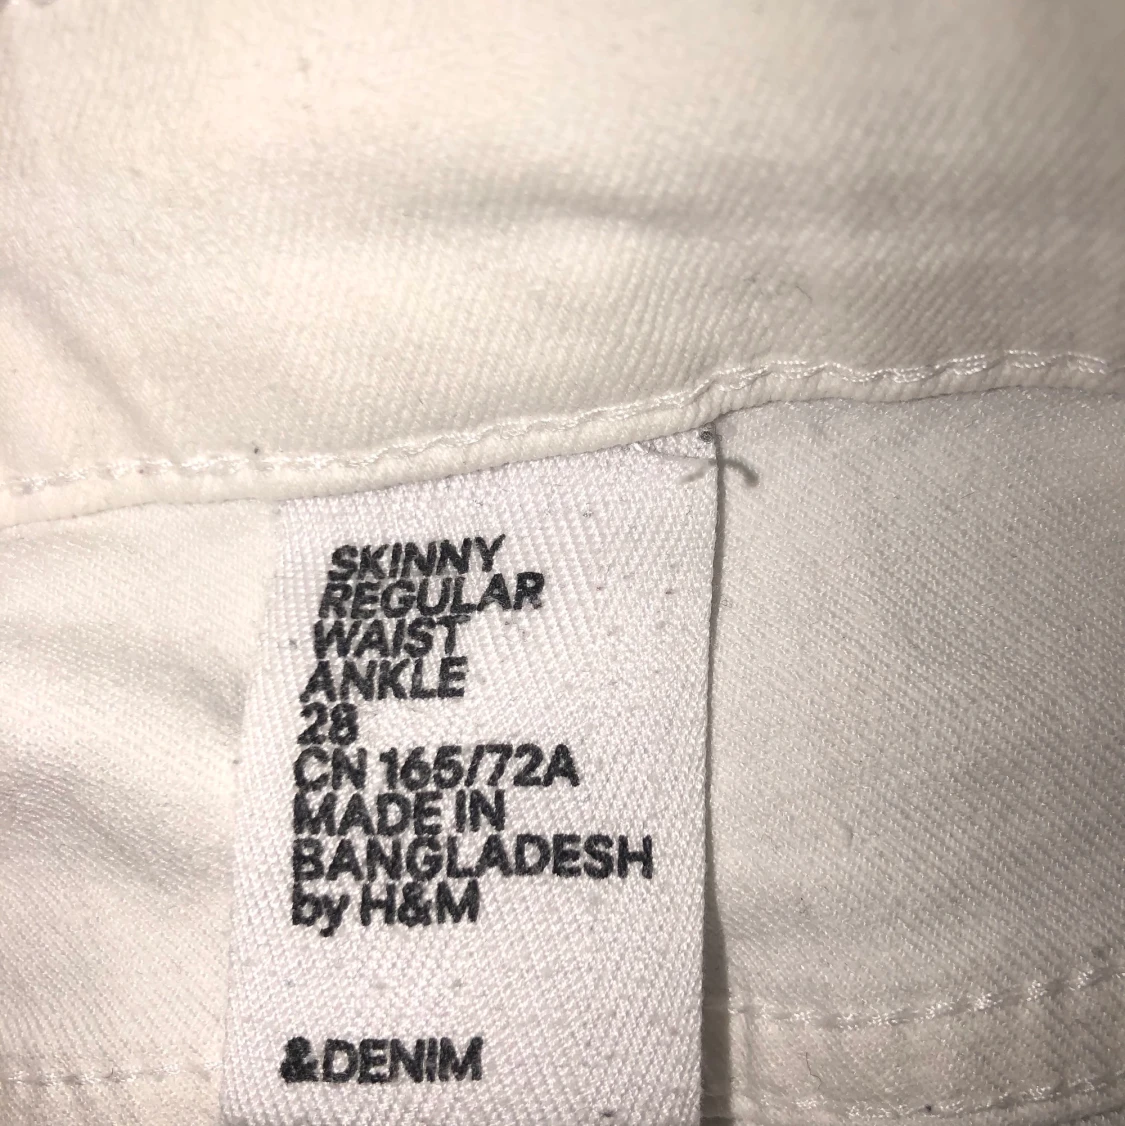 SKINNY
REGULAR
WAIST
ANKLE
28
CN 165/72A
MADE IN
BANGLADESH
by H&M
&DENIM